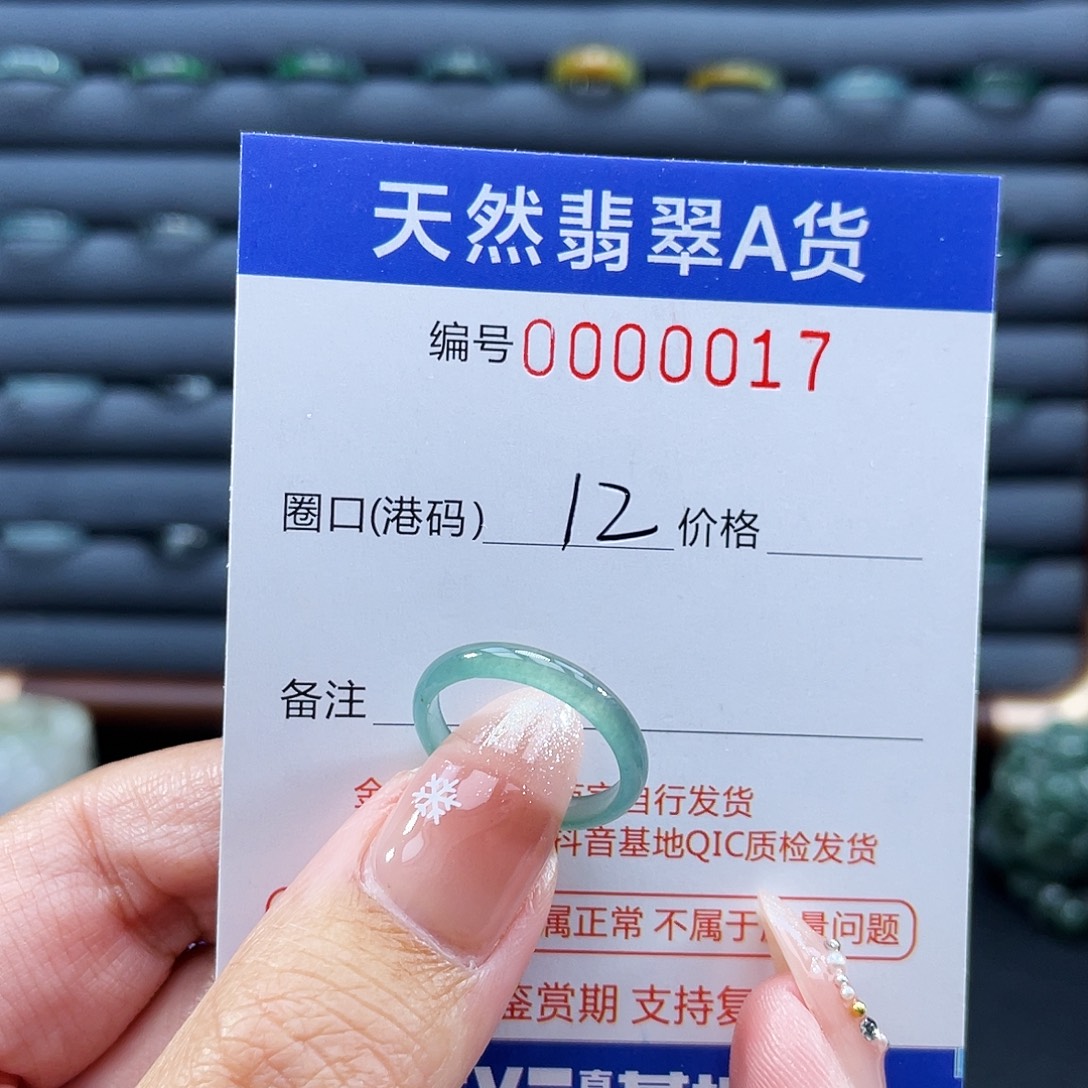 天然翡翠A货
编号0000017
圈口(港码) 12 价格
备注
自行发货
抖音基地QIC质检发货
属正常 不属于 量问题
鉴赏期 支持复